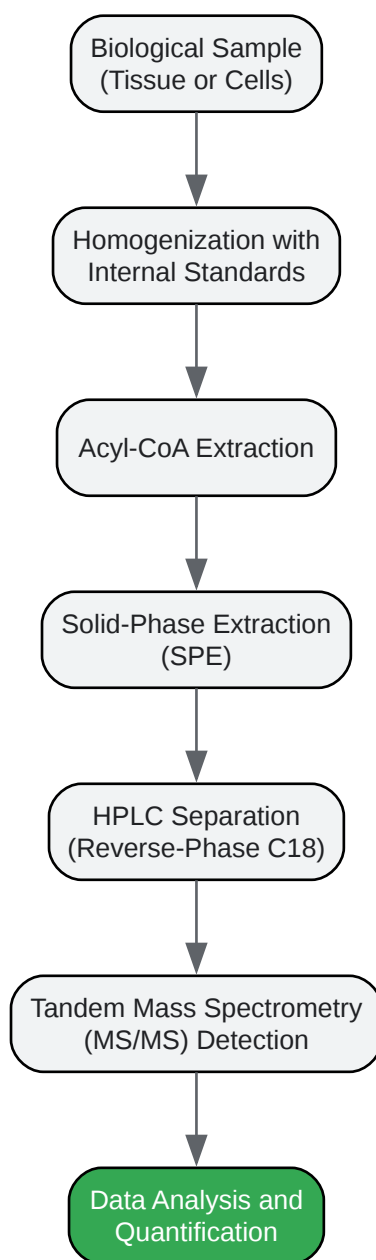 Biological Sample
(Tissue or Cells)
Homogenization with
Internal Standards
Acyl-CoA Extraction
Solid-Phase Extraction
(SPE)
HPLC Separation
(Reverse-Phase C18)
Tandem Mass Spectrometry
(MS/MS) Detection
Data Analysis and
Quantification